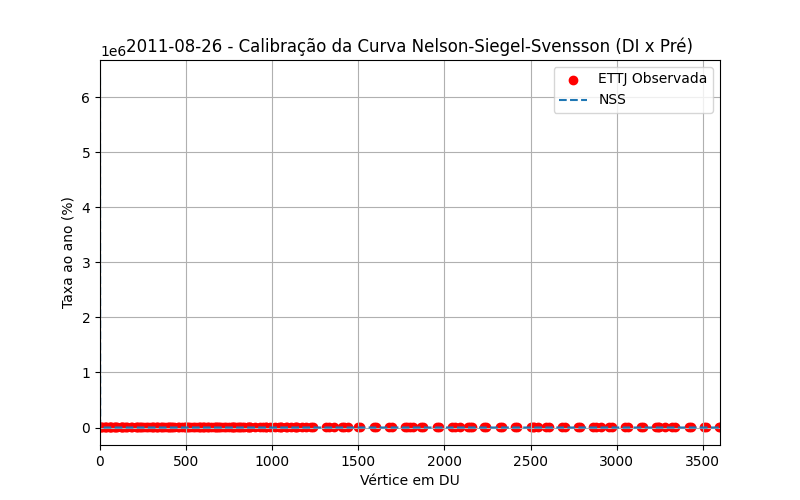 2011-08-26 - Calibração da Curva Nelson-Siegel-Svensson (DI x Pré)
1e6
ETTJ Observada
NSS
6
5
4
3
2
1
0
Taxa ao ano (%)
0 500 1000 1500 2000 2500 3000 3500
Vértice em DU